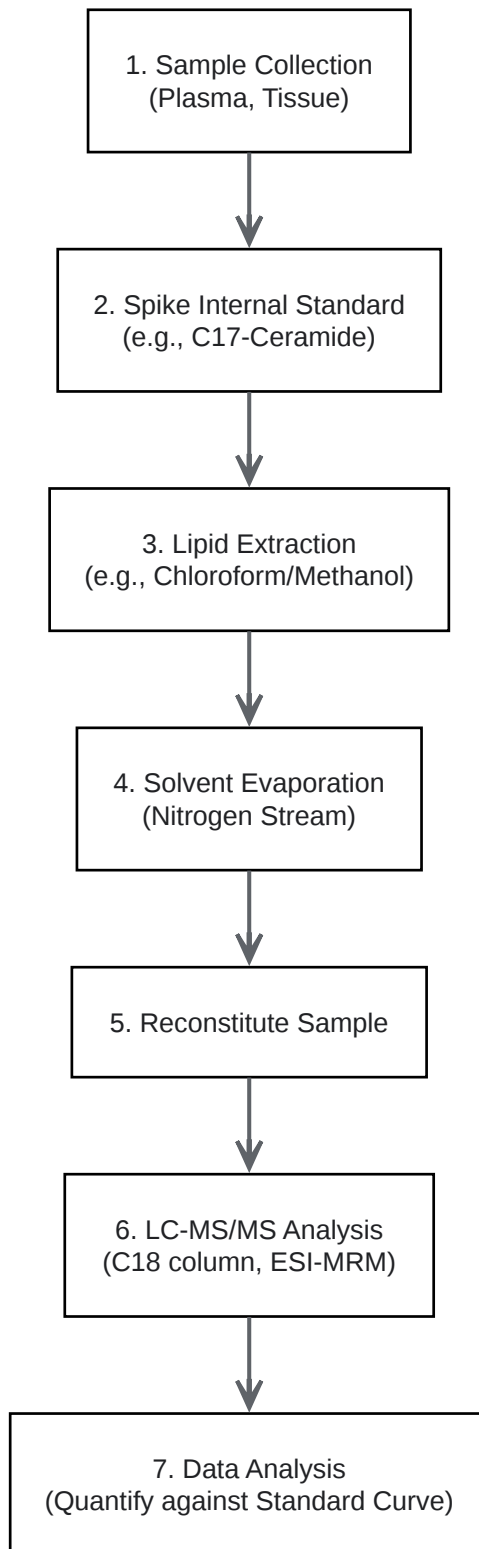 1. Sample Collection
(Plasma, Tissue)
2. Spike Internal Standard
(e.g., C17-Ceramide)
3. Lipid Extraction
(e.g., Chloroform/Methanol)
4. Solvent Evaporation
(Nitrogen Stream)
5. Reconstitute Sample
6. LC-MS/MS Analysis
(C18 column, ESI-MRM)
7. Data Analysis
(Quantify against Standard Curve)